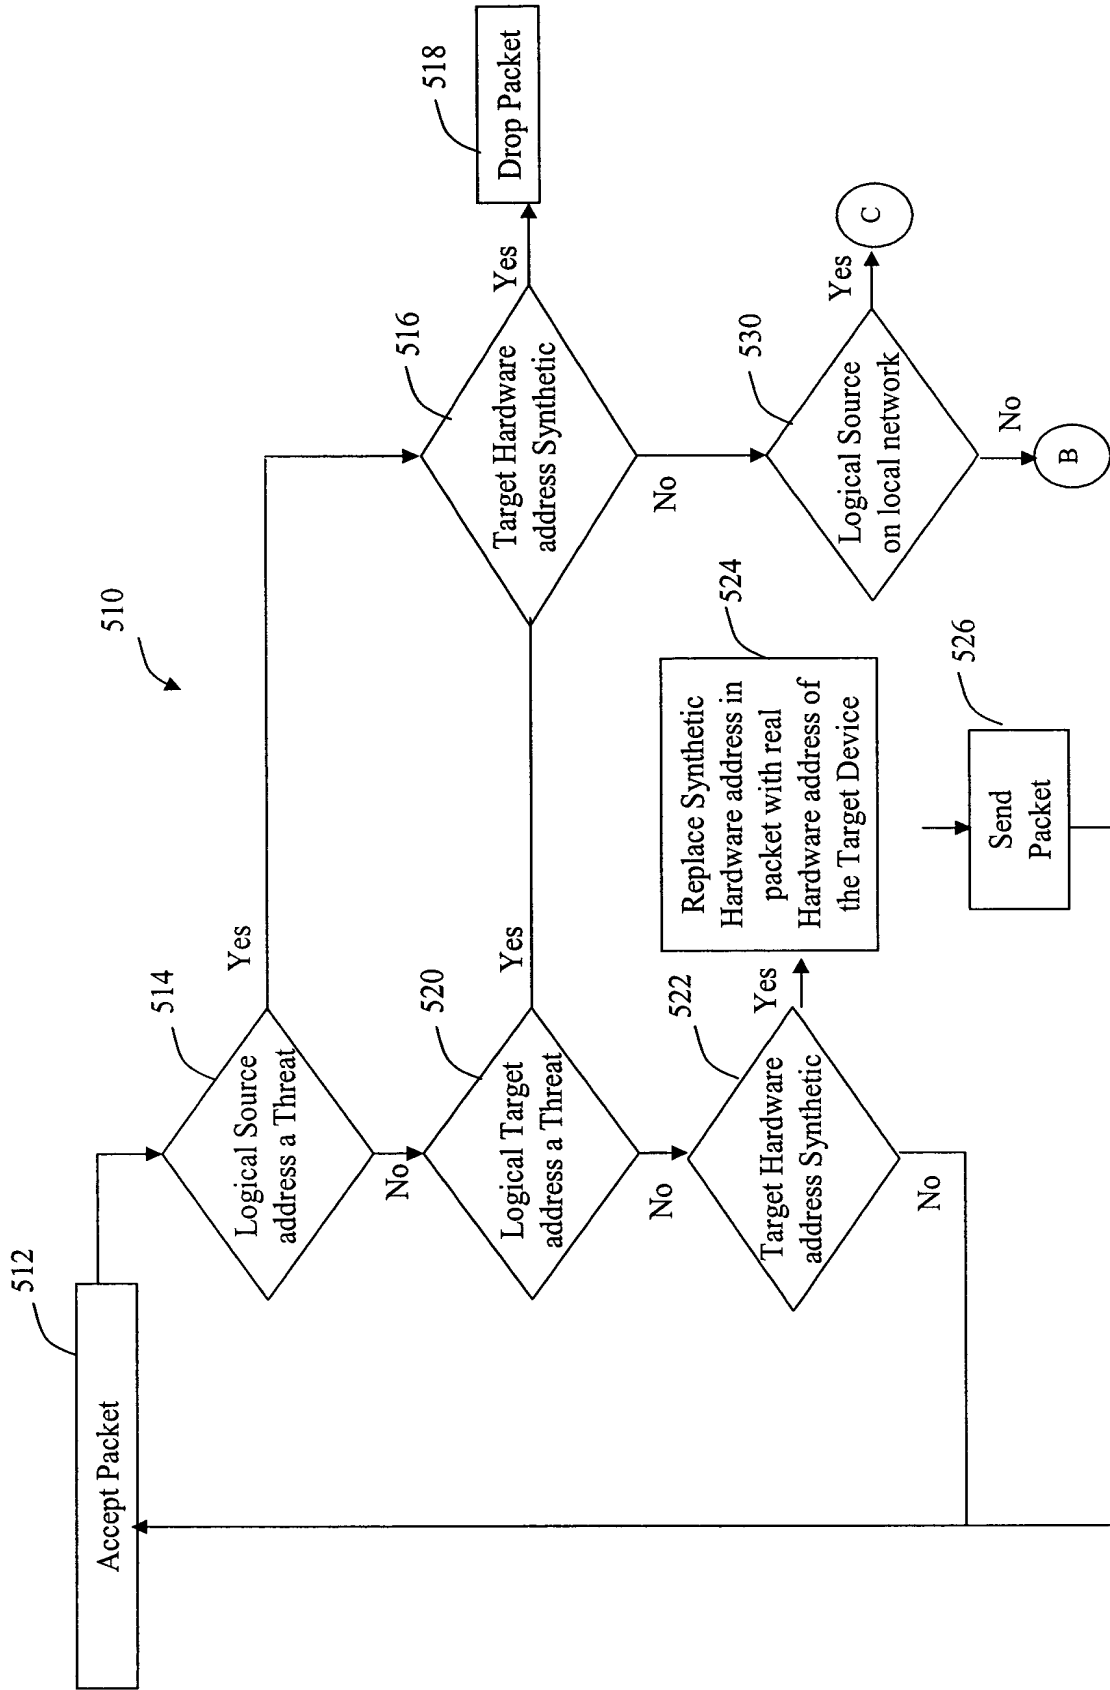 510
512
Accept Packet
514
Logical Source
address a Threat
Yes
No
520
Logical Target
address a Threat
Yes
No
516
Target Hardware
address Synthetic
Yes
No
518
Drop Packet
522
Target Hardware
address Synthetic
Yes
No
524
Replace Synthetic
Hardware address in
packet with real
Hardware address of
the Target Device
526
Send
Packet
530
Logical Source
on local network
Yes
C
No
B